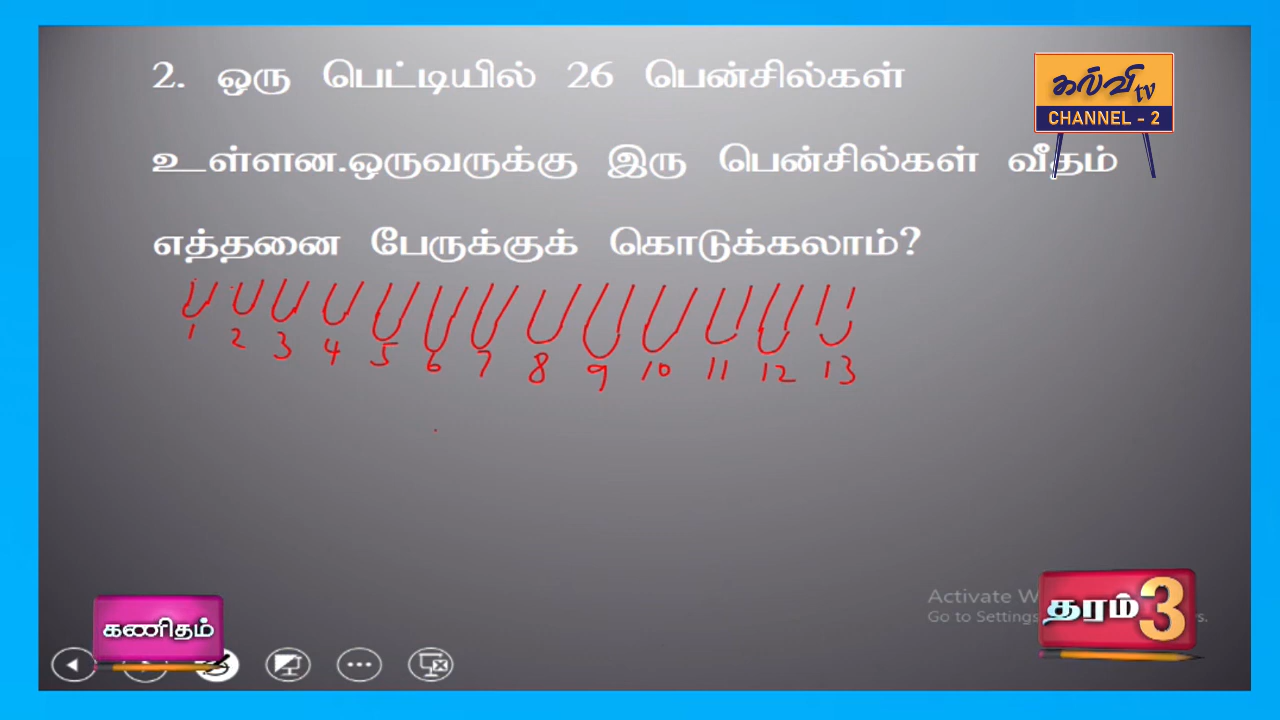 2. ஒரு பெட்டியில் 26 பென்சில்கள்
உள்ளன.ஒருவருக்கு இரு பென்சில்கள் வீதம்
எத்தனை பேருக்குக் கொடுக்கலாம்?
1 2 3 4 5 6 7 8 9 10 11 12 13
கல்வி tv
CHANNEL - 2
Activate W
Go to Settings
கணிதம்
தரம் 3